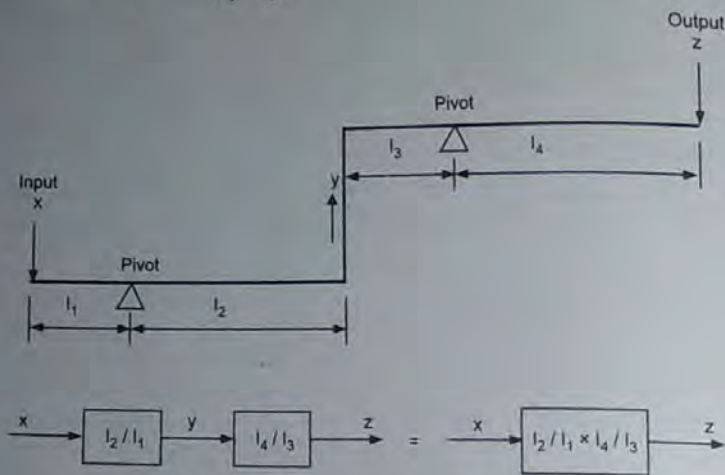 Output
z
Pivot
l₃
l₄
Input
x
y
Pivot
l₁
l₂
x
l₂ / l₁
y
l₄ / l₃
z
=
x
l₂ / l₁ × l₄ / l₃
z